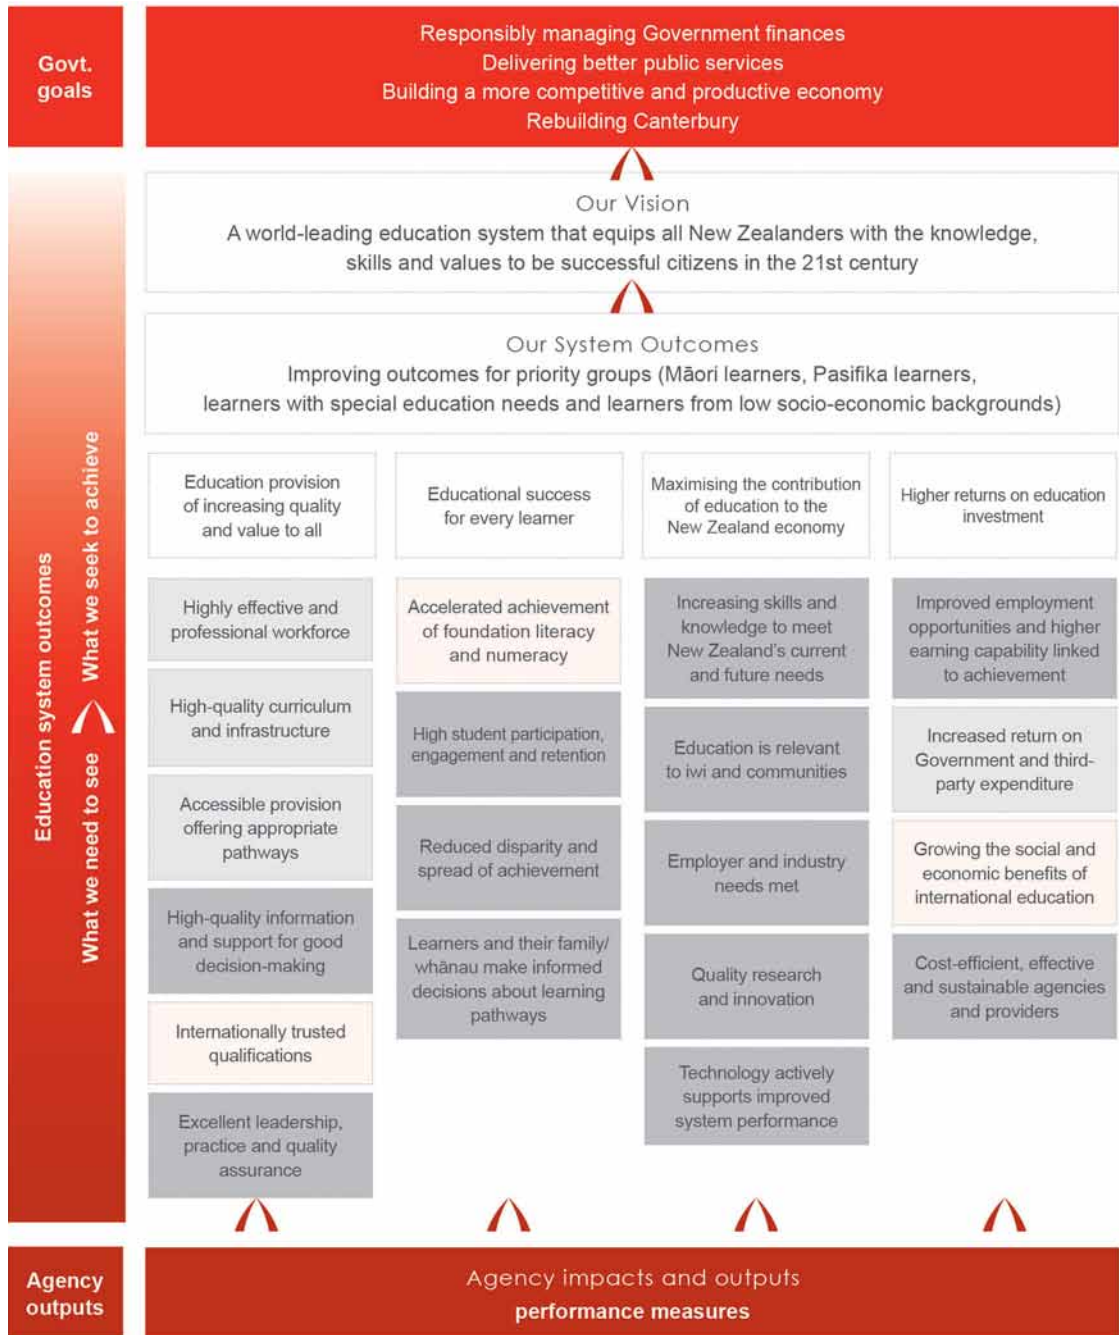 Govt.
goals
Responsibly managing Government finances
Delivering better public services
Building a more competitive and productive economy
Rebuilding Canterbury
Our Vision
A world-leading education system that equips all New Zealanders with the knowledge,
skills and values to be successful citizens in the 21st century
Our System Outcomes
Improving outcomes for priority groups (Māori learners, Pasifika learners,
learners with special education needs and learners from low socio-economic backgrounds)
Education system outcomes
What we seek to achieve
What we need to see
Education provision
of increasing quality
and value to all
Highly effective and
professional workforce
High-quality curriculum
and infrastructure
Accessible provision
offering appropriate
pathways
High-quality information
and support for good
decision-making
Internationally trusted
qualifications
Excellent leadership,
practice and quality
assurance
Educational success
for every learner
Accelerated achievement
of foundation literacy
and numeracy
High student participation,
engagement and retention
Reduced disparity and
spread of achievement
Learners and their family/
whānau make informed
decisions about learning
pathways
Maximising the contribution
of education to the
New Zealand economy
Increasing skills and
knowledge to meet
New Zealand's current
and future needs
Education is relevant
to iwi and communities
Employer and industry
needs met
Quality research
and innovation
Technology actively
supports improved
system performance
Higher returns on education
investment
Improved employment
opportunities and higher
earning capability linked
to achievement
Increased return on
Government and third-
party expenditure
Growing the social and
economic benefits of
international education
Cost-efficient, effective
and sustainable agencies
and providers
Agency
outputs
Agency impacts and outputs
performance measures